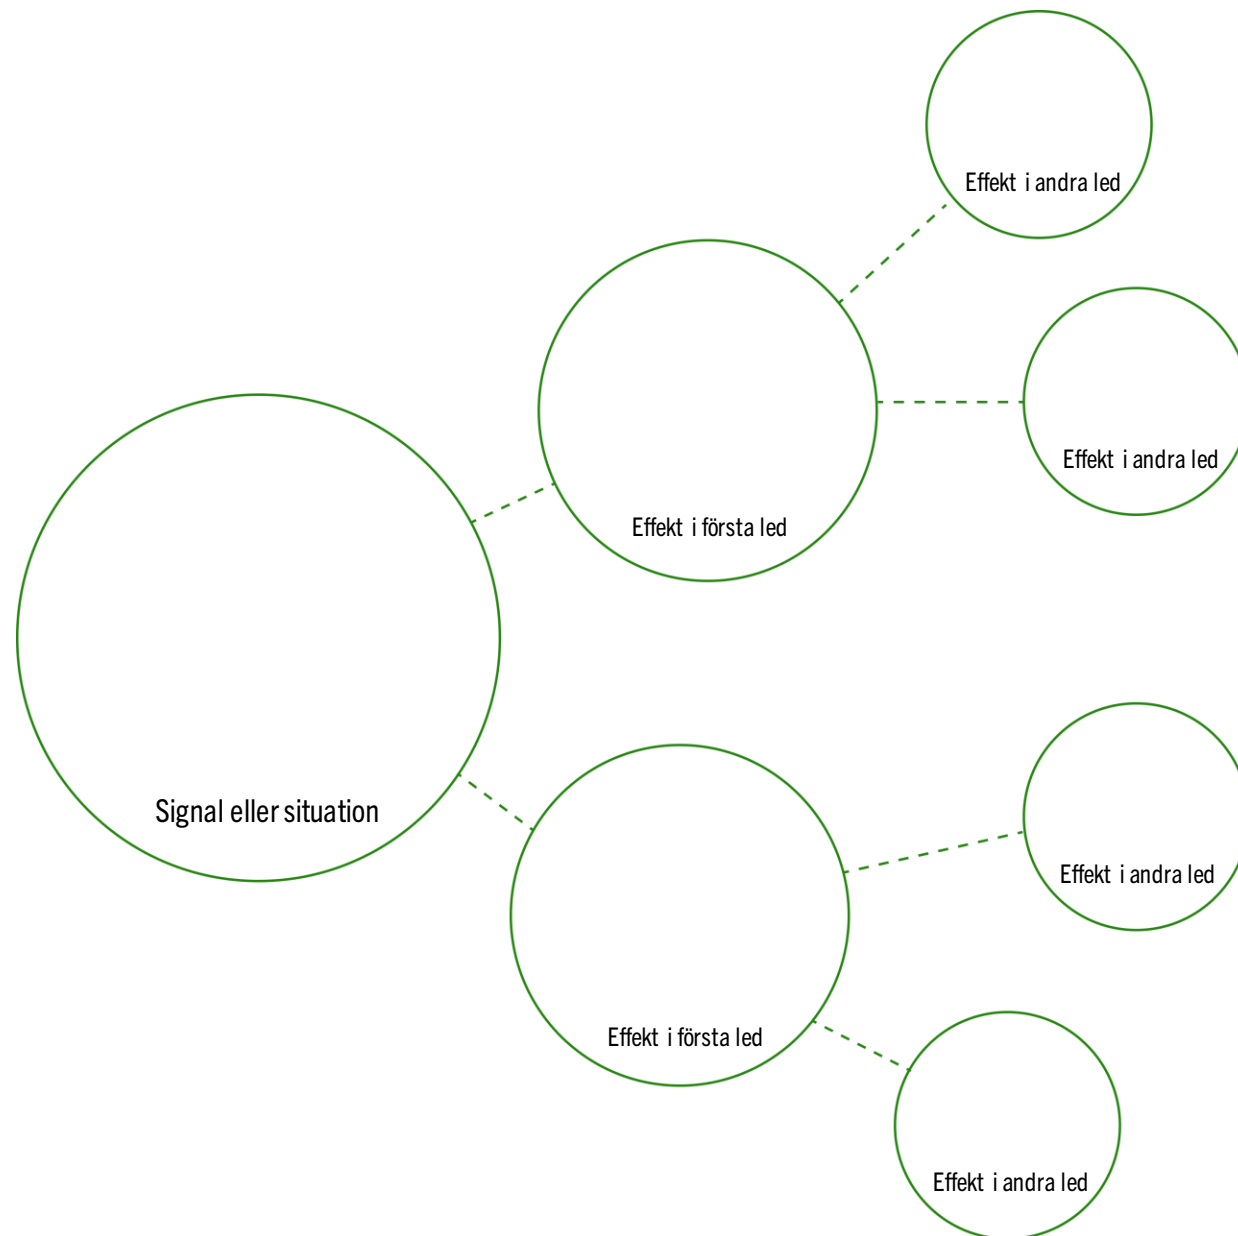 Effekt i andra led
Effekt i andra led
Effekt i första led
Signal eller situation
Effekt i andra led
Effekt i första led
Effekt i andra led